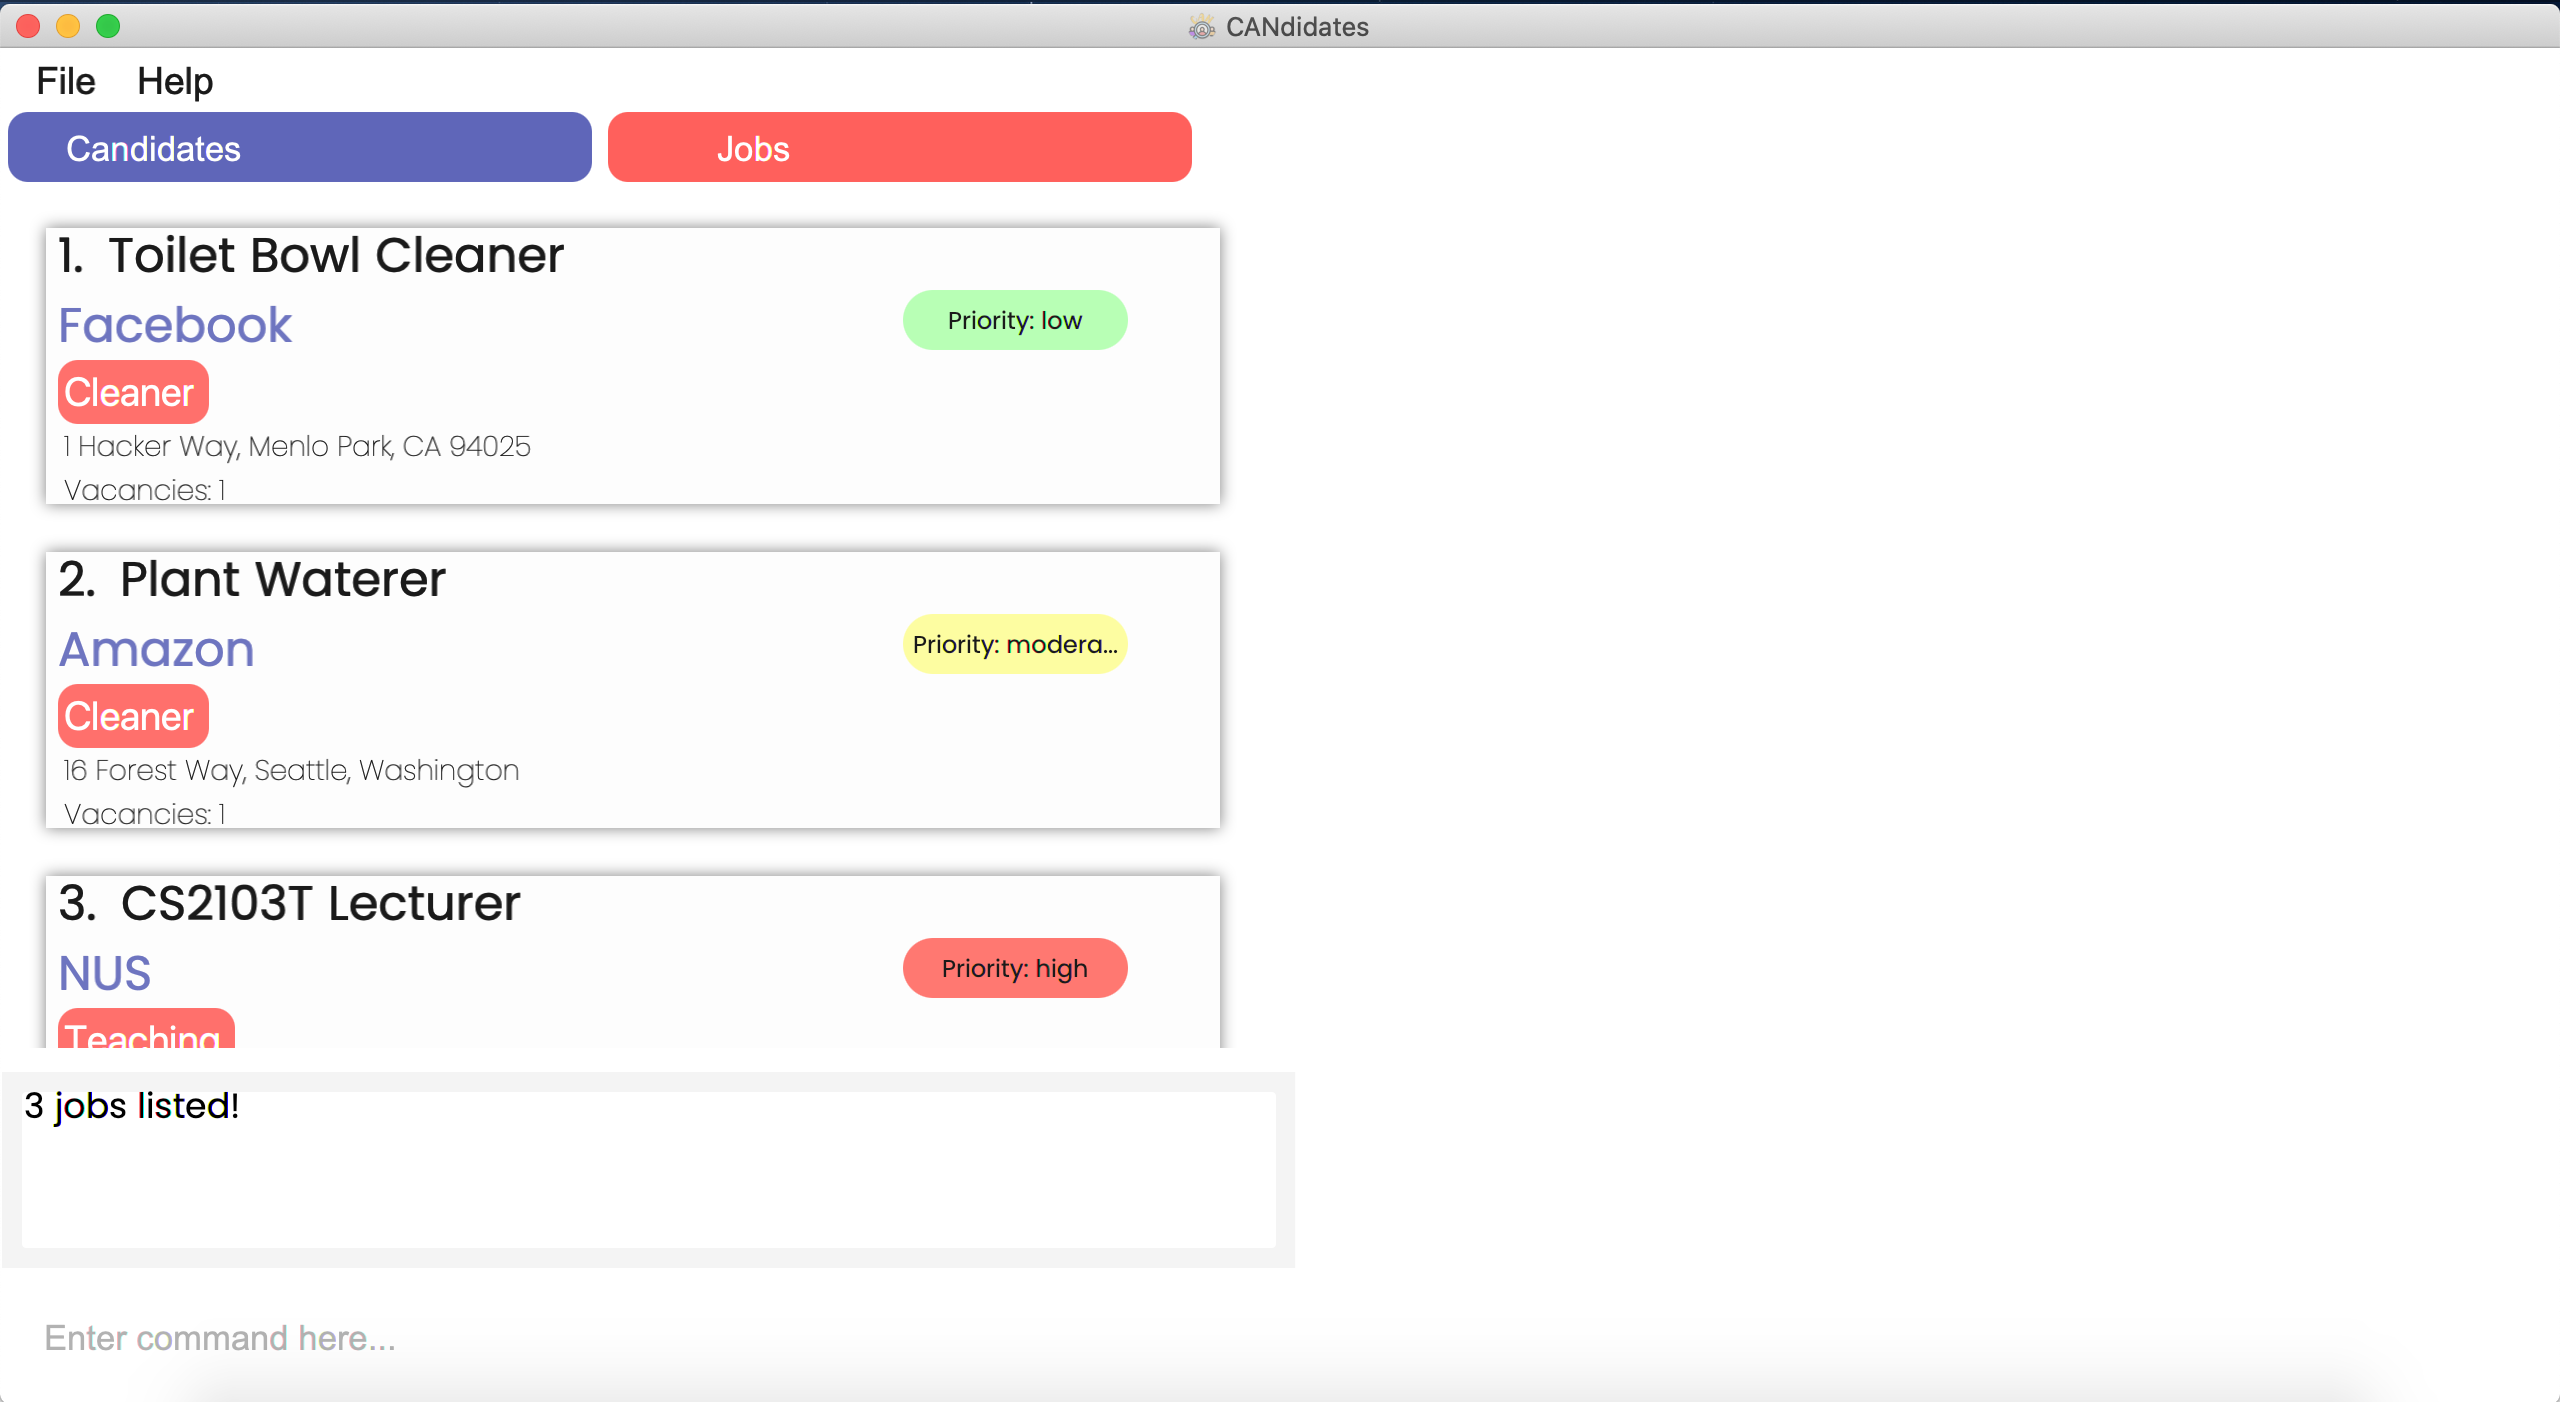 CANdidates
File Help
Candidates Jobs
1. Toilet Bowl Cleaner
Facebook
Priority: low
Cleaner
1 Hacker Way, Menlo Park, CA 94025
Vacancies: 1
2. Plant Waterer
Amazon
Priority: modera...
Cleaner
16 Forest Way, Seattle, Washington
Vacancies: 1
3. CS2103T Lecturer
NUS
Priority: high
Teaching
3 jobs listed!
Enter command here...